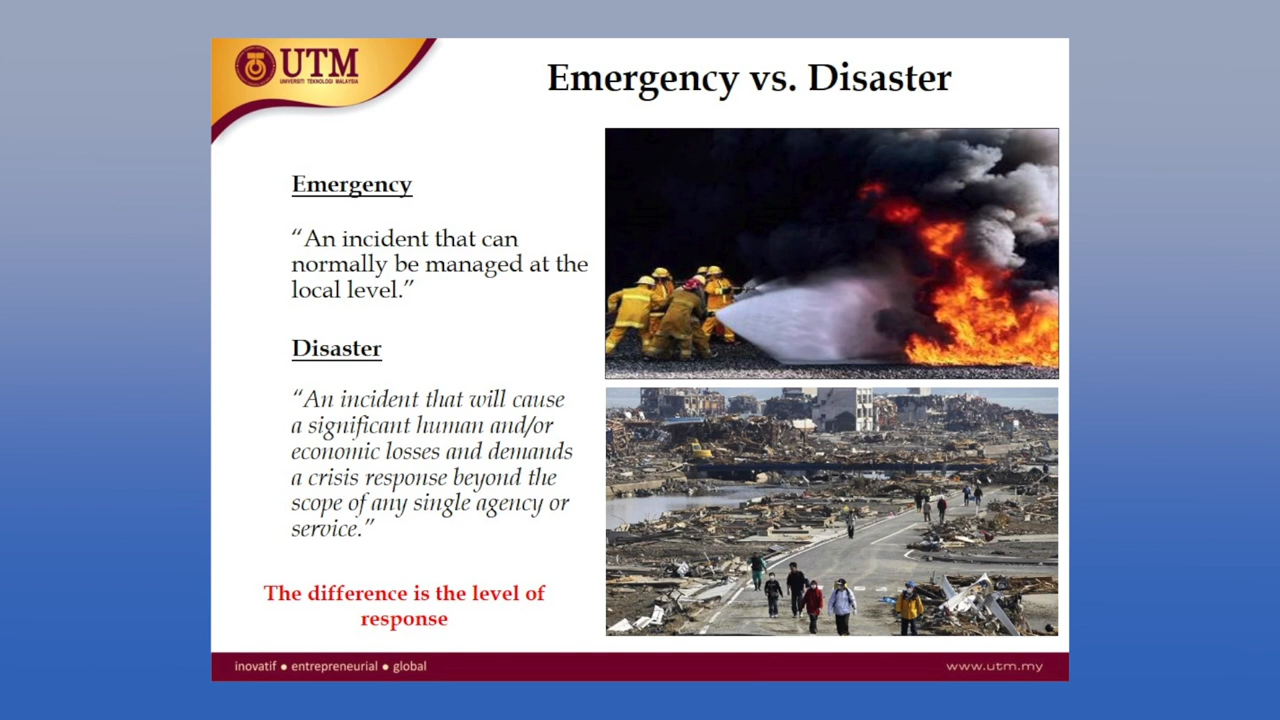 UTM
UNIVERSITI TEKNOLOGI MALAYSIA
Emergency vs. Disaster
Emergency
“An incident that can
normally be managed at the
local level.”
Disaster
“An incident that will cause
a significant human and/or
economic losses and demands
a crisis response beyond the
scope of any single agency or
service.”
The difference is the level of
response
inovatif ● entrepreneurial ● global
www.utm.my